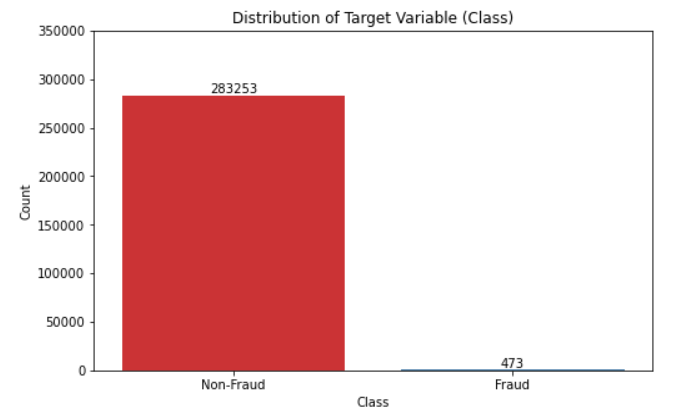 Distribution of Target Variable (Class)
350000
300000
250000
200000
150000
100000
50000
0
Count
283253
473
Non-Fraud
Fraud
Class